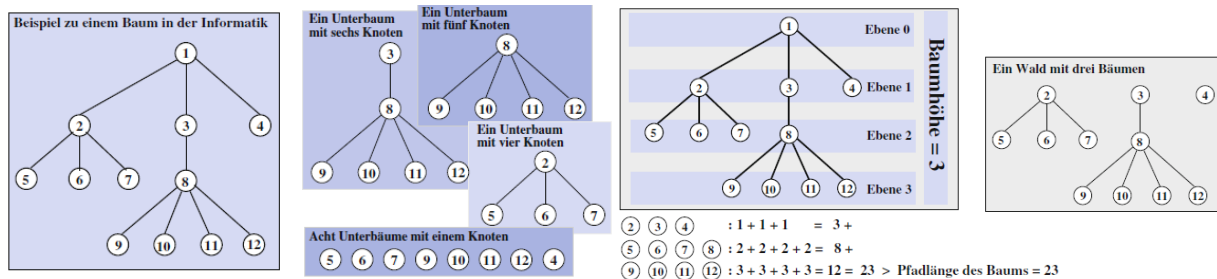 Beispiel zu einem Baum in der Informatik
1
2 3 4
5 6 7 8
9 10 11 12
Ein Unterbaum
mit sechs Knoten
3
8
9 10 11 12
Ein Unterbaum
mit fünf Knoten
8
9 10 11 12
Ein Unterbaum
mit vier Knoten
2
5 6 7
Acht Unterbäume mit einem Knoten
5 6 7 9 10 11 12 4
1 Ebene 0
2 3 4 Ebene 1
5 6 7 8 Ebene 2
9 10 11 12 Ebene 3
Baumhöhe = 3
2 3 4 : 1 + 1 + 1 = 3 +
5 6 7 8 : 2 + 2 + 2 + 2 = 8 +
9 10 11 12 : 3 + 3 + 3 + 3 = 12 = 23 > Pfadlänge des Baums = 23
Ein Wald mit drei Bäumen
2 3 4
5 6 7 8
9 10 11 12